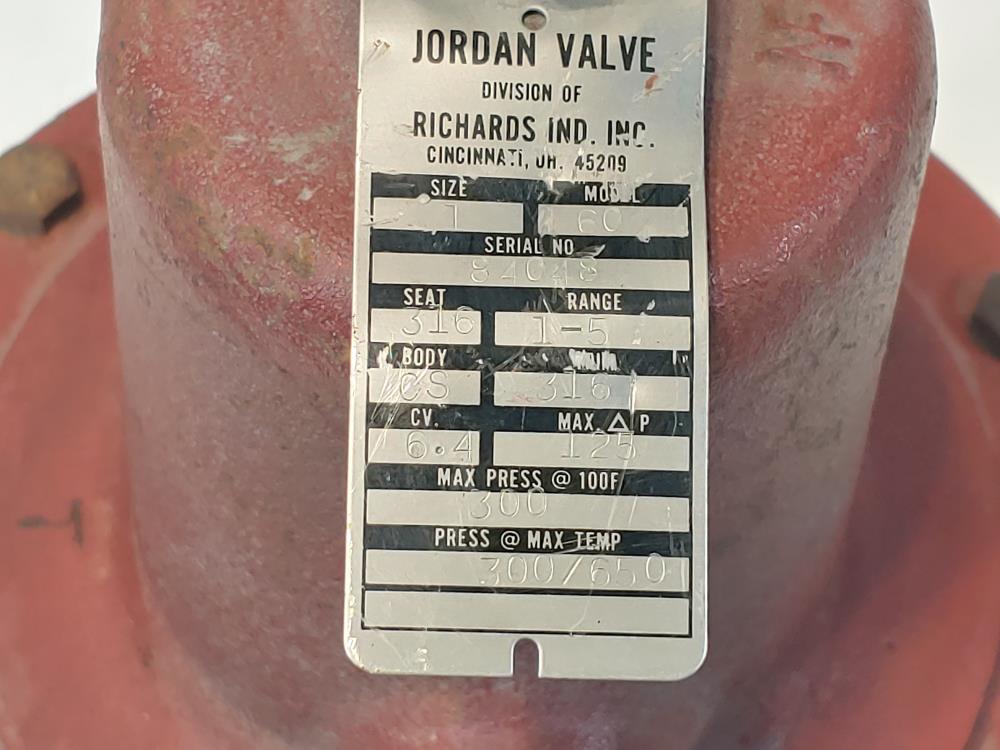 JORDAN VALVE
DIVISION OF
RICHARDS IND. INC.
CINCINNATI, OH. 45209
SIZE MODEL
1 60
SERIAL NO
84048
SEAT RANGE
316 1-5
BODY
CS 316
CV. MAX. △ P
6.4 125
MAX PRESS @ 100F
300
PRESS @ MAX TEMP
300/650